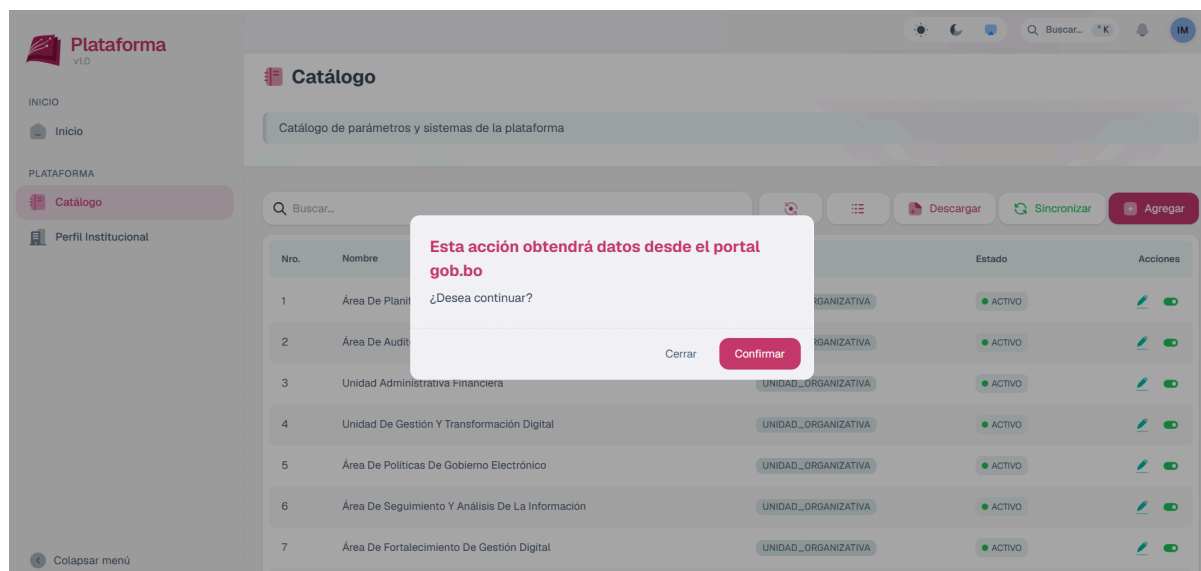 Plataforma
v1.0
Buscar... ^K
IM
Catálogo
INICIO
Inicio
Catálogo de parámetros y sistemas de la plataforma
PLATAFORMA
Catálogo
Perfil Institucional
Buscar...
Descargar
Sincronizar
Agregar
Esta acción obtendrá datos desde el portal
gob.bo
¿Desea continuar?
Cerrar
Confirmar
Nro. Nombre Estado Acciones
1 Área De ACTIVO
2 Área De ACTIVO
3 Unidad Administrativa Financiera UNIDAD_ORGANIZATIVA ACTIVO
4 Unidad De Gestión Y Transformación Digital UNIDAD_ORGANIZATIVA ACTIVO
5 Área De Políticas De Gobierno Electrónico UNIDAD_ORGANIZATIVA ACTIVO
6 Área De Seguimiento Y Análisis De La Información UNIDAD_ORGANIZATIVA ACTIVO
7 Área De Fortalecimiento De Gestión Digital UNIDAD_ORGANIZATIVA ACTIVO
Colapsar menú